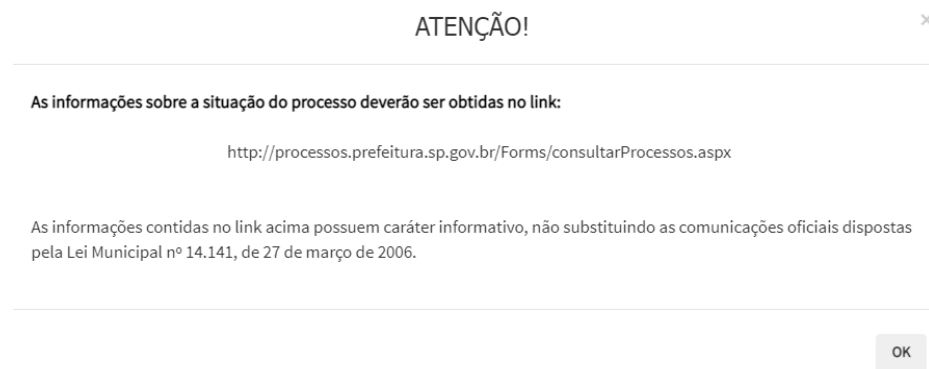 ATENÇÃO!
×
As informações sobre a situação do processo deverão ser obtidas no link:
http://processos.prefeitura.sp.gov.br/Forms/consultarProcessos.aspx
As informações contidas no link acima possuem caráter informativo, não substituindo as comunicações oficiais dispostas
pela Lei Municipal nº 14.141, de 27 de março de 2006.
OK